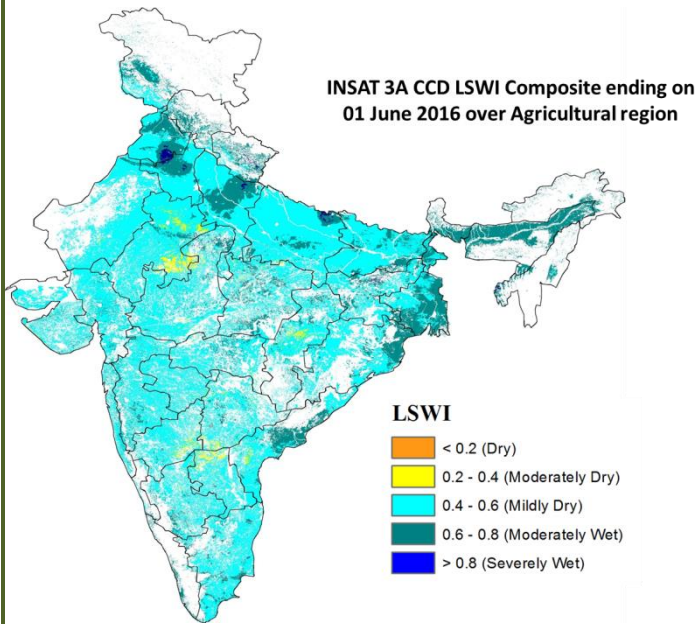 INSAT 3A CCD LSWI Composite ending on
01 June 2016 over Agricultural region
LSWI
< 0.2 (Dry)
0.2 - 0.4 (Moderately Dry)
0.4 - 0.6 (Mildly Dry)
0.6 - 0.8 (Moderately Wet)
> 0.8 (Severely Wet)